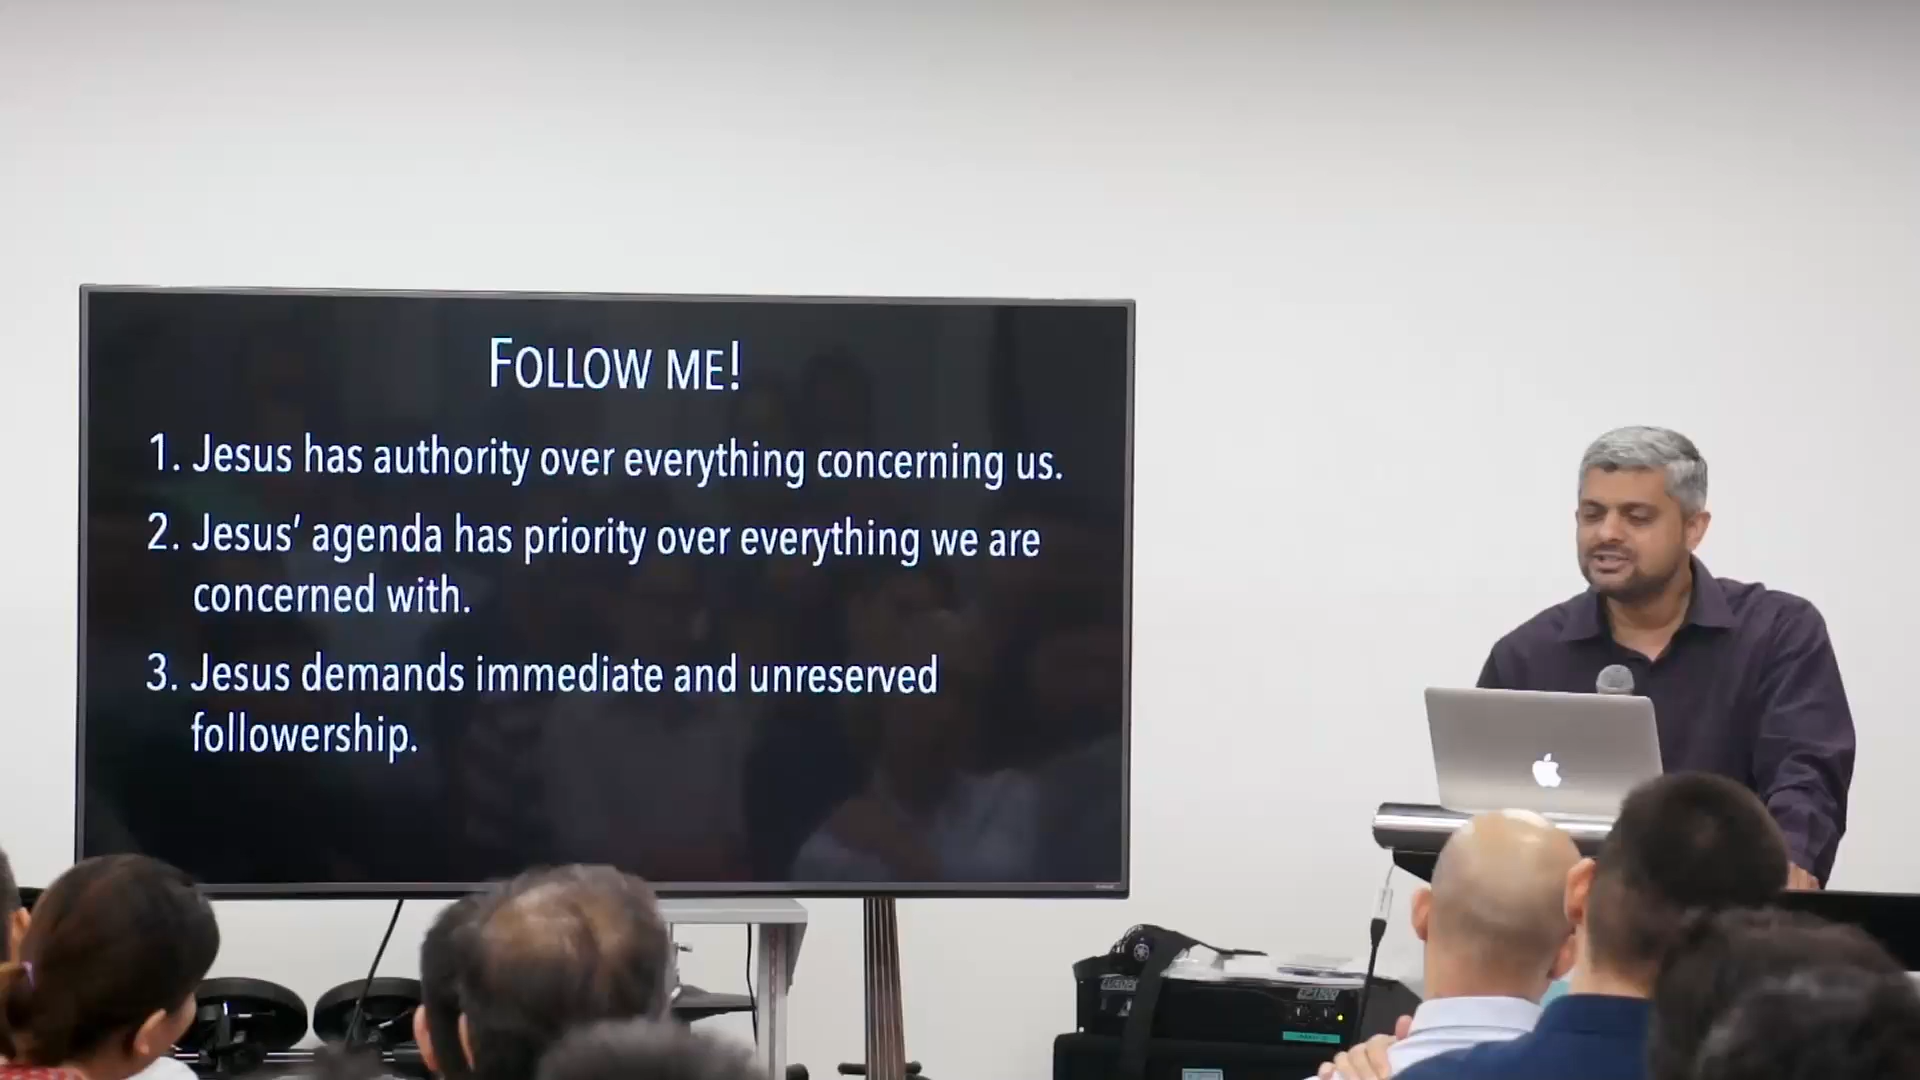 FOLLOW ME!
1. Jesus has authority over everything concerning us.
2. Jesus’ agenda has priority over everything we are
concerned with.
3. Jesus demands immediate and unreserved
followership.